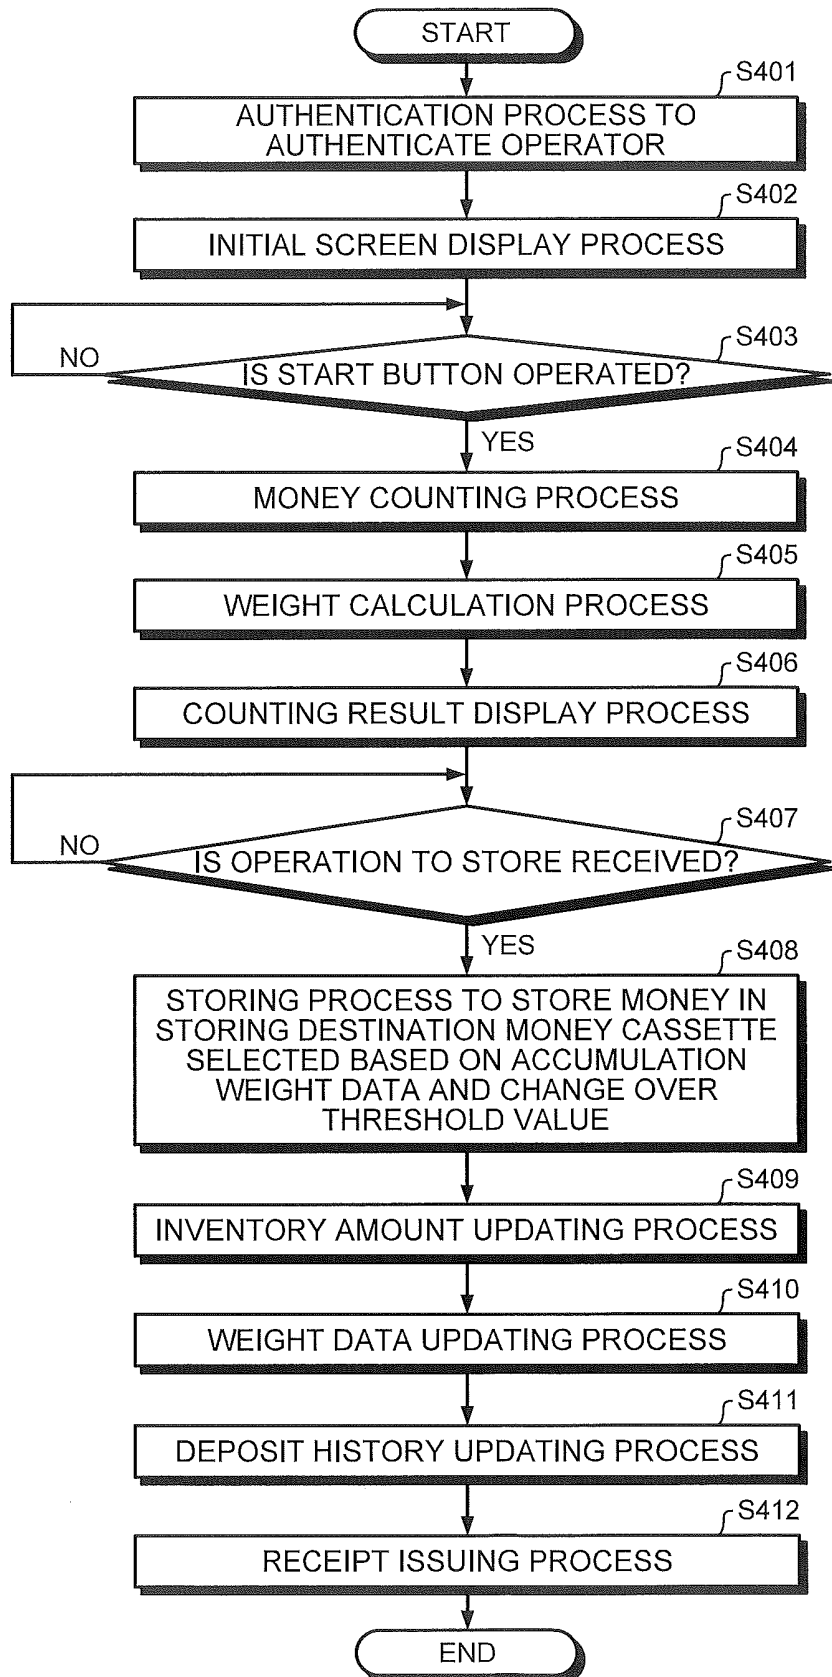 START
S401
AUTHENTICATION PROCESS TO
AUTHENTICATE OPERATOR
S402
INITIAL SCREEN DISPLAY PROCESS
S403
NO
IS START BUTTON OPERATED?
YES
S404
MONEY COUNTING PROCESS
S405
WEIGHT CALCULATION PROCESS
S406
COUNTING RESULT DISPLAY PROCESS
S407
NO
IS OPERATION TO STORE RECEIVED?
YES
S408
STORING PROCESS TO STORE MONEY IN
STORING DESTINATION MONEY CASSETTE
SELECTED BASED ON ACCUMULATION
WEIGHT DATA AND CHANGE OVER
THRESHOLD VALUE
S409
INVENTORY AMOUNT UPDATING PROCESS
S410
WEIGHT DATA UPDATING PROCESS
S411
DEPOSIT HISTORY UPDATING PROCESS
S412
RECEIPT ISSUING PROCESS
END